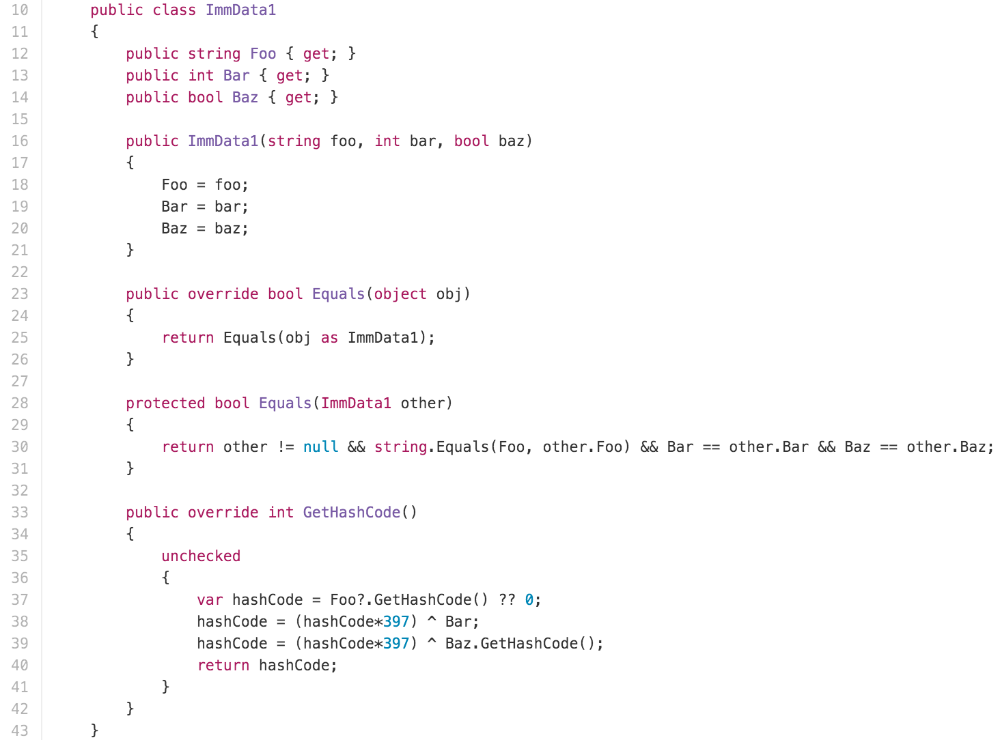 10 public class ImmData1
11 {
12 public string Foo { get; }
13 public int Bar { get; }
14 public bool Baz { get; }
15
16 public ImmData1(string foo, int bar, bool baz)
17 {
18 Foo = foo;
19 Bar = bar;
20 Baz = baz;
21 }
22
23 public override bool Equals(object obj)
24 {
25 return Equals(obj as ImmData1);
26 }
27
28 protected bool Equals(ImmData1 other)
29 {
30 return other != null && string.Equals(Foo, other.Foo) && Bar == other.Bar && Baz == other.Baz;
31 }
32
33 public override int GetHashCode()
34 {
35 unchecked
36 {
37 var hashCode = Foo?.GetHashCode() ?? 0;
38 hashCode = (hashCode*397) ^ Bar;
39 hashCode = (hashCode*397) ^ Baz.GetHashCode();
40 return hashCode;
41 }
42 }
43 }